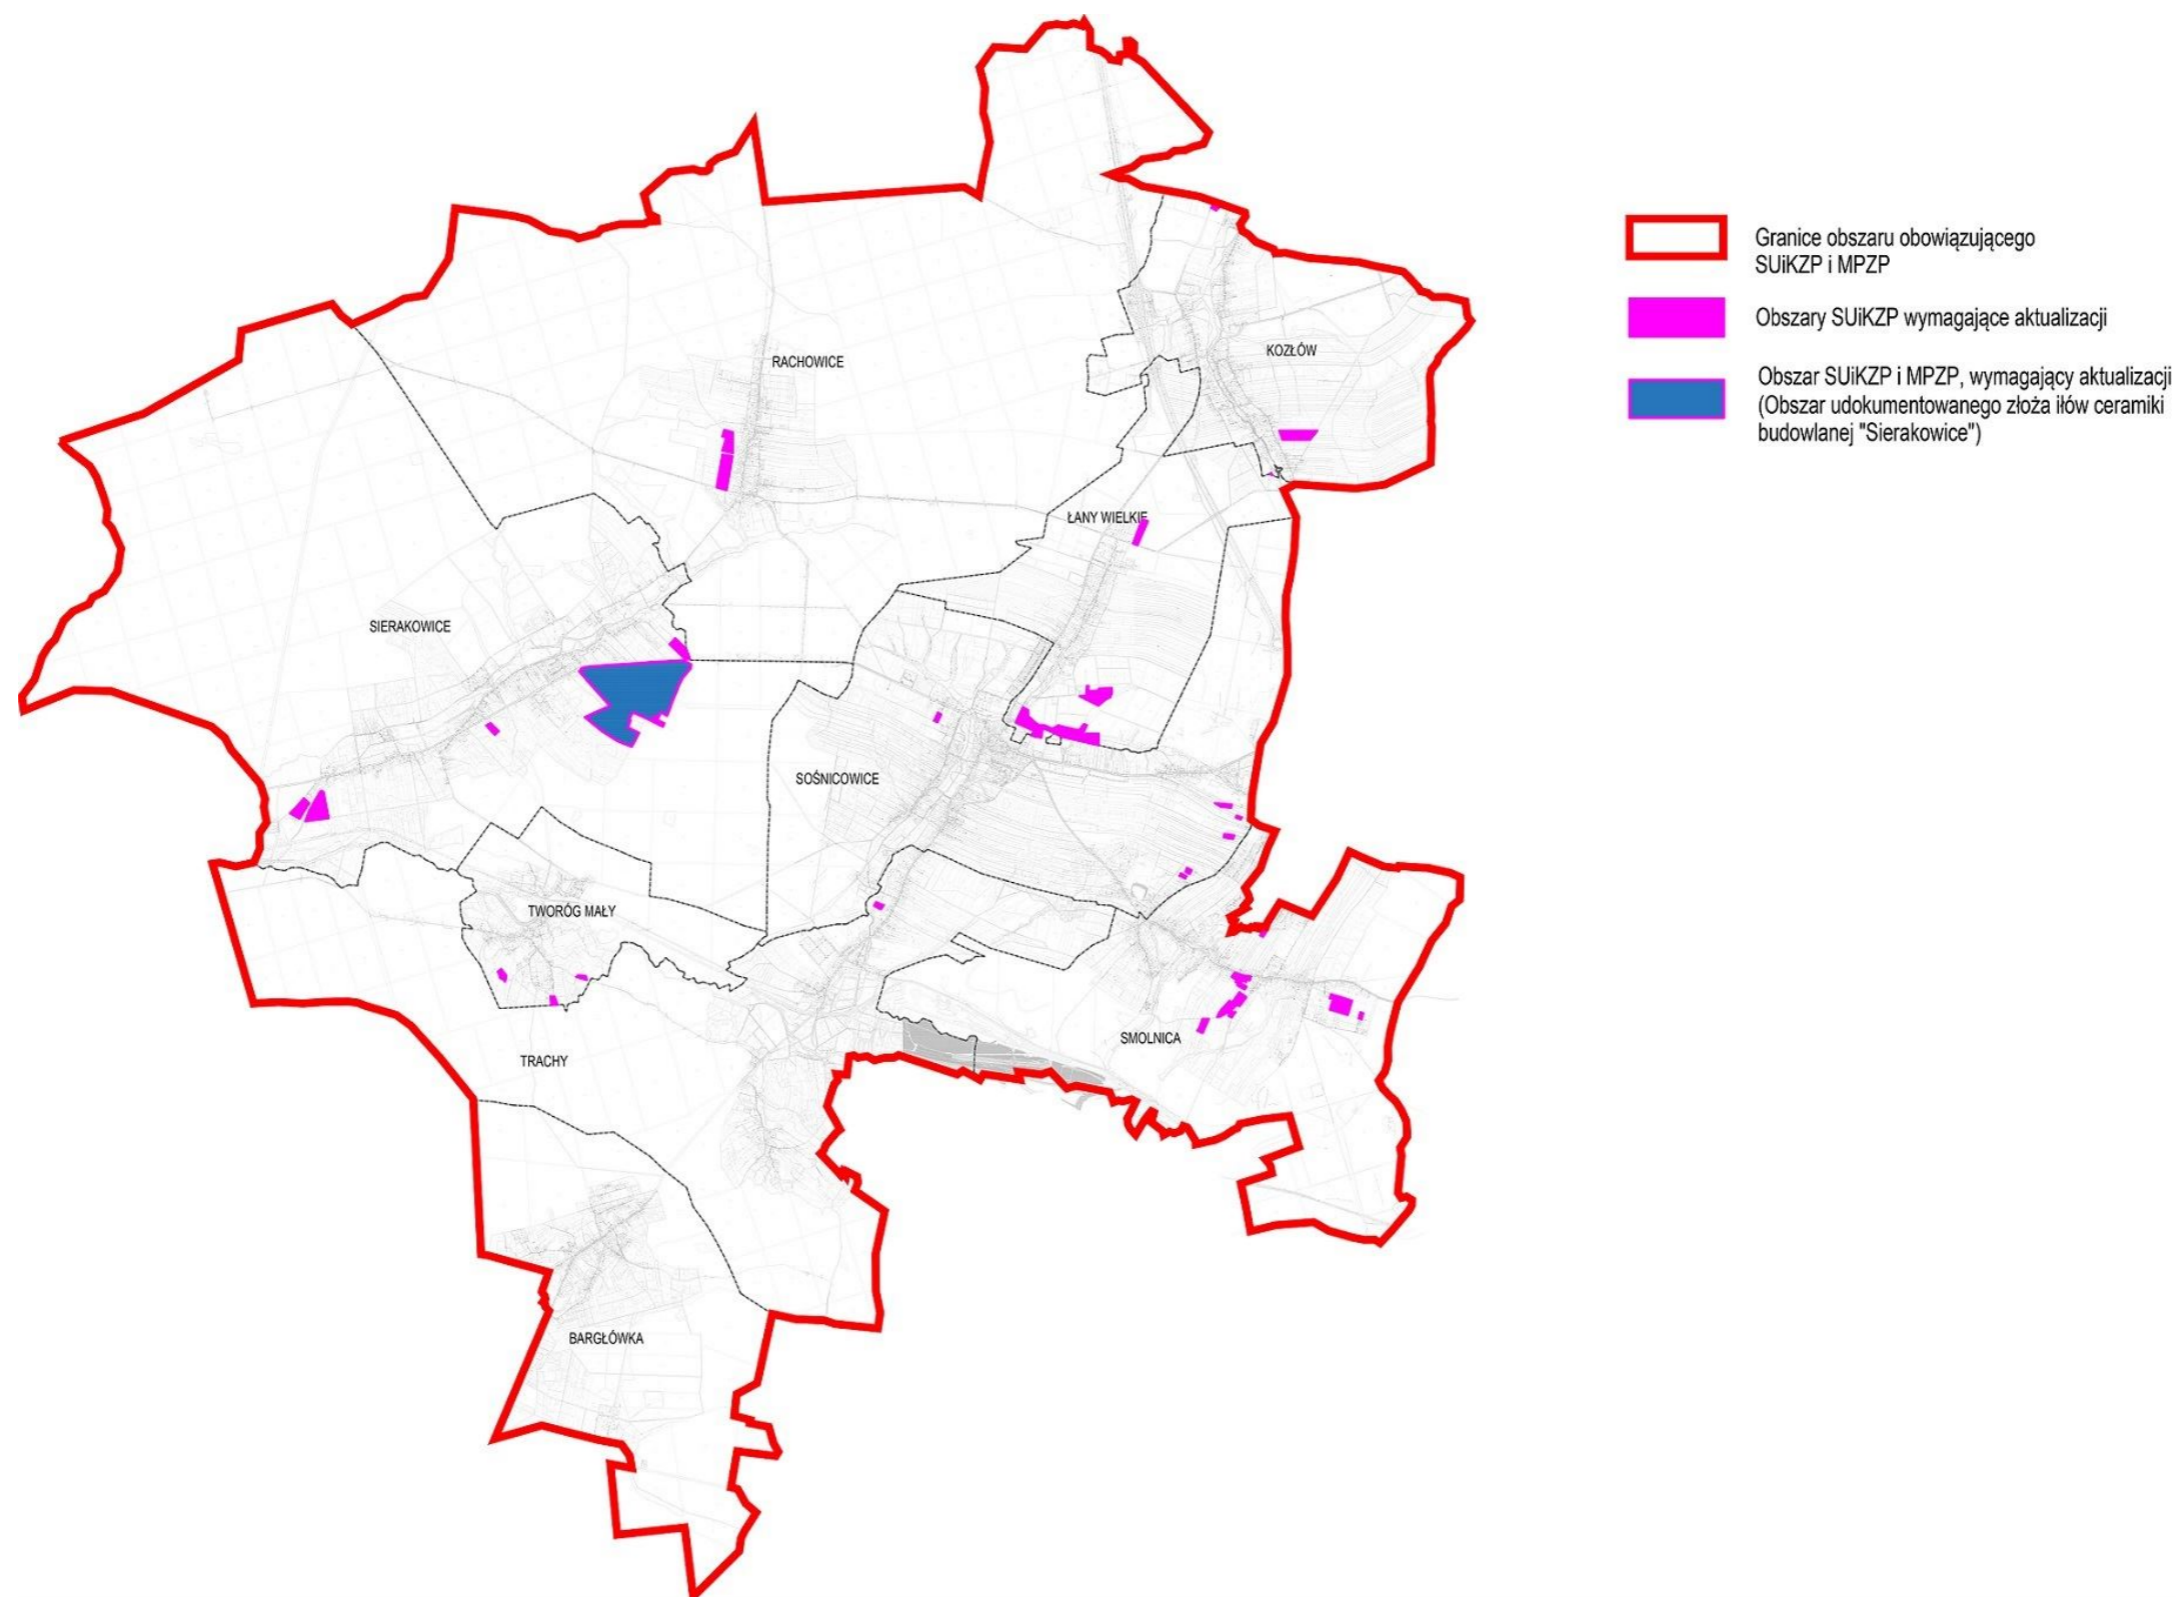 Granice obszaru obowiązującego
SUiKZP i MPZP
Obszary SUiKZP wymagające aktualizacji
Obszar SUiKZP i MPZP, wymagający aktualizacji
(Obszar udokumentowanego złoża iłów ceramiki
budowlanej "Sierakowice")
RACHOWICE
KOZŁÓW
ŁANY WIELKIE
SIERAKOWICE
SOŚNICOWICE
TWORÓG MAŁY
SMOLNICA
TRACHY
BARGŁÓWKA